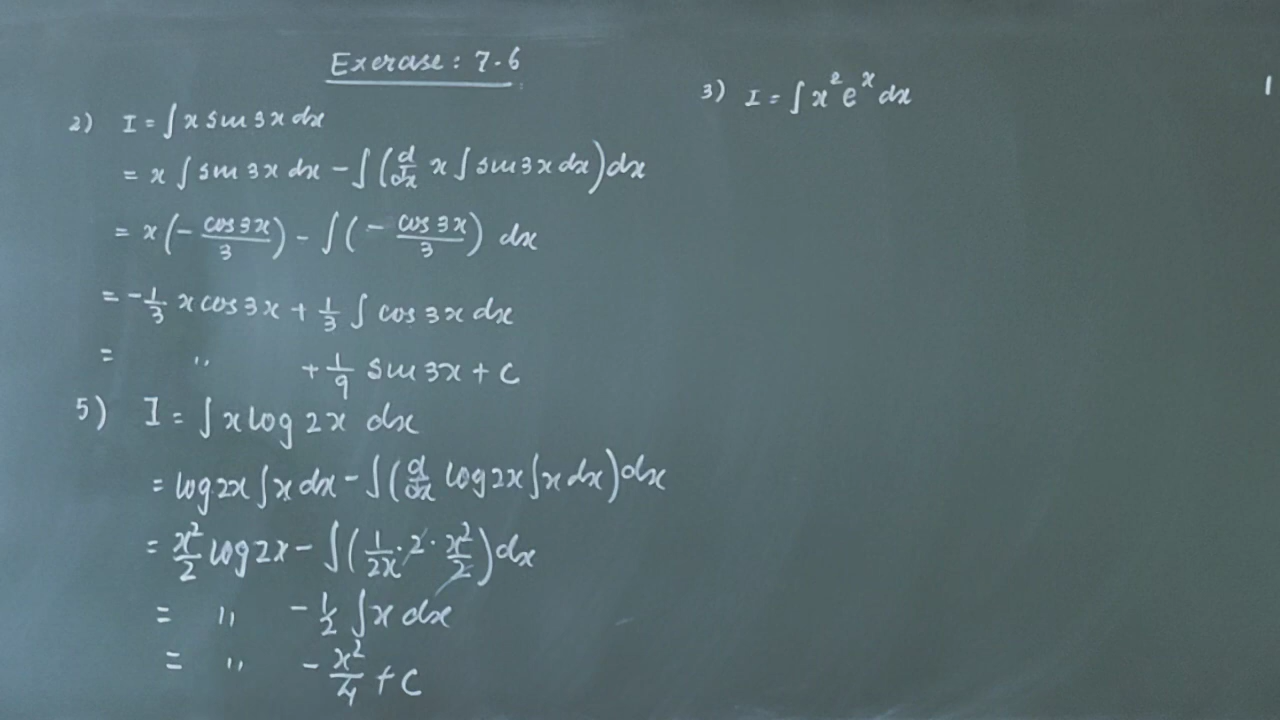 Exercise : 7.6
2) I = ∫ x sin 3x dx
= x ∫ sin 3x dx - ∫ (d/dx x ∫ sin 3x dx) dx
= x (- cos 3x/3) - ∫ (- cos 3x/3) dx
= -1/3 x cos 3x + 1/3 ∫ cos 3x dx
= " + 1/9 sin 3x + c
5) I = ∫ x log 2x dx
= log 2x ∫ x dx - ∫ (d/dx log 2x ∫ x dx) dx
= x²/2 log 2x - ∫ (1/2x · 2 · x²/2) dx
= " - 1/2 ∫ x dx
= " - x²/4 + c
3) I = ∫ x² e^x dx
1